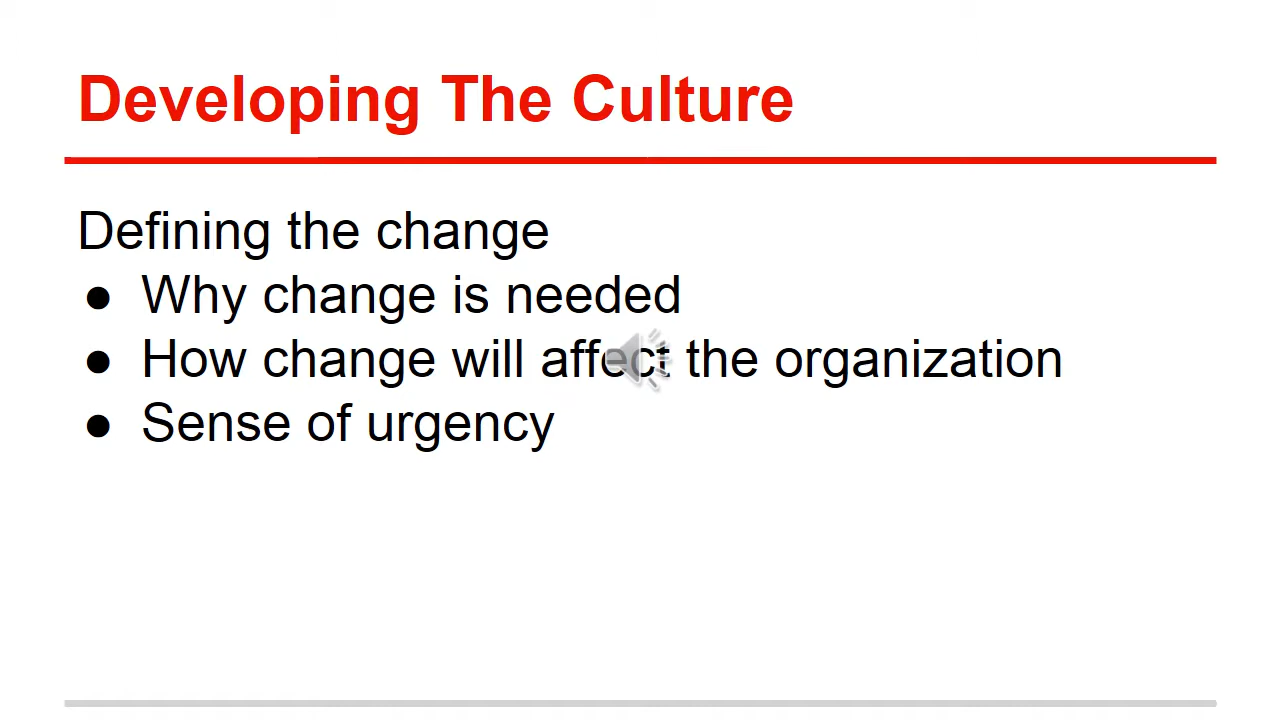 Developing The Culture
Defining the change
● Why change is needed
● How change will affect the organization
● Sense of urgency